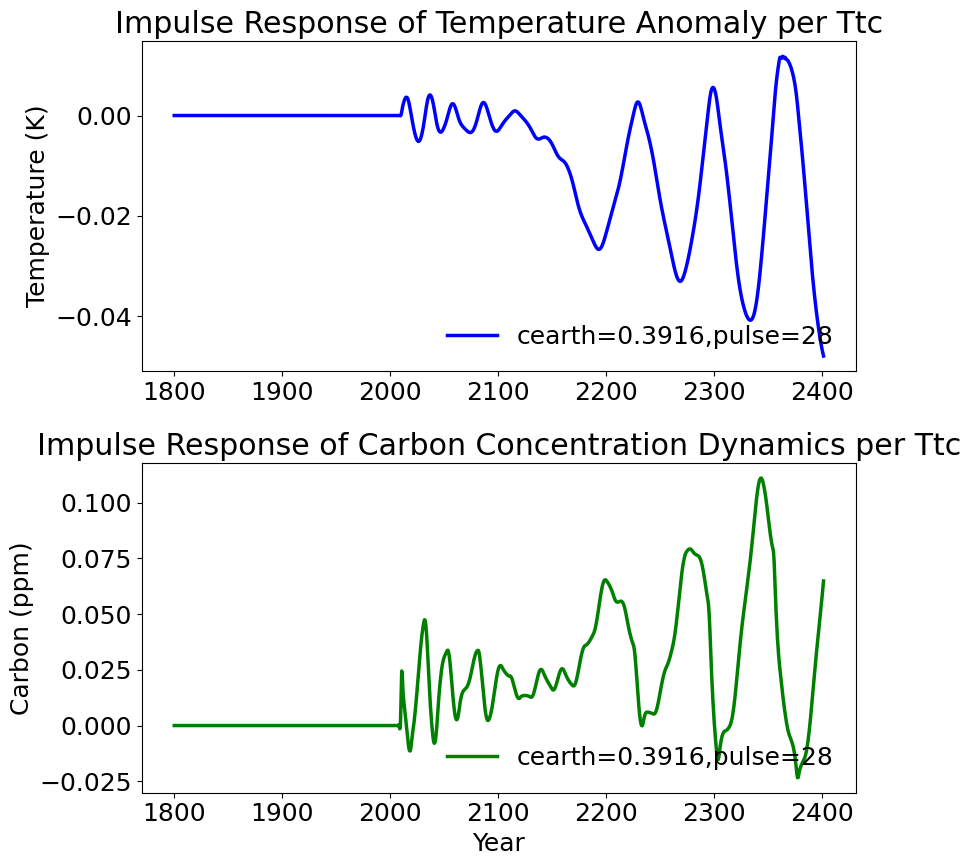 Impulse Response of Temperature Anomaly per Ttc
Temperature (K)
0.00
−0.02
−0.04
cearth=0.3916,pulse=28
1800 1900 2000 2100 2200 2300 2400
Impulse Response of Carbon Concentration Dynamics per Ttc
Carbon (ppm)
0.100
0.075
0.050
0.025
0.000
−0.025
cearth=0.3916,pulse=28
1800 1900 2000 2100 2200 2300 2400
Year